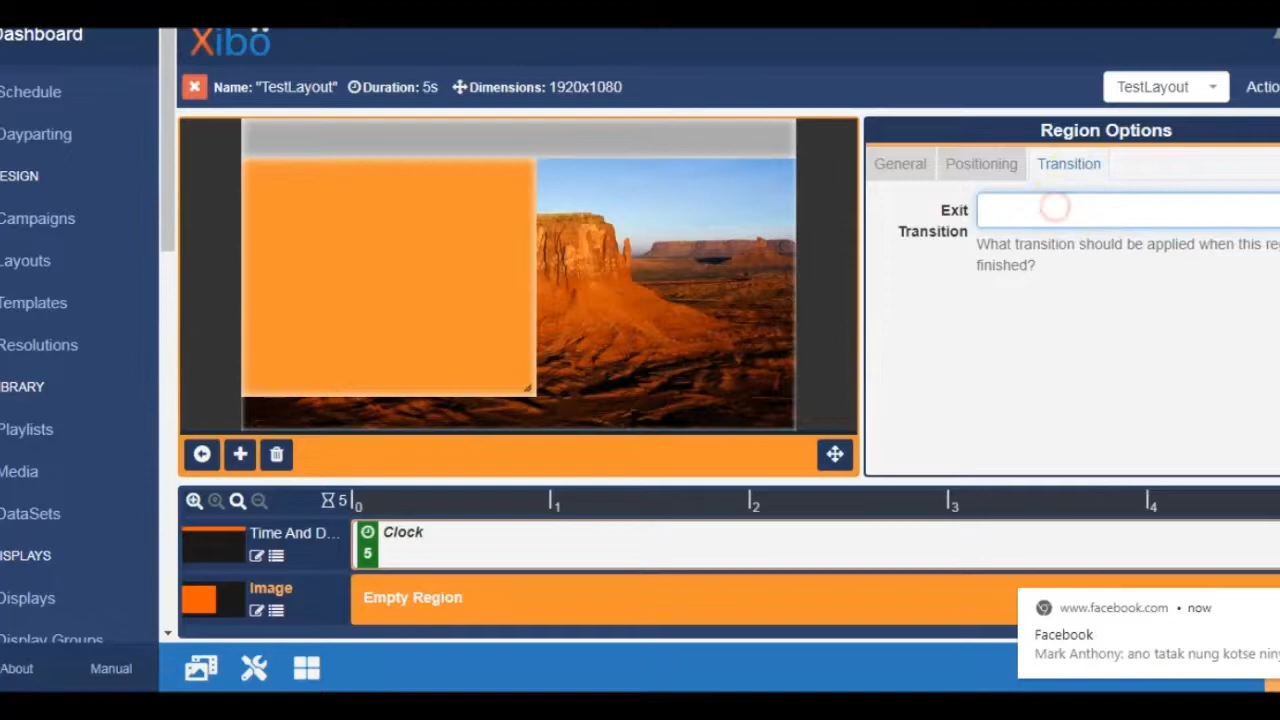 Dashboard
Xibo
Name: "TestLayout" Duration: 5s Dimensions: 1920x1080
TestLayout
Actio
Schedule
Dayparting
ESIGN
Campaigns
Layouts
Templates
Resolutions
IBRARY
Playlists
Media
DataSets
ISPLAYS
Displays
Display Groups
About Manual
Region Options
General Positioning Transition
Exit
Transition
What transition should be applied when this re
finished?
5 0 1 2 3 4
Time And D...
Clock
5
Image
Empty Region
www.facebook.com • now
Facebook
Mark Anthony: ano tatak nung kotse niny